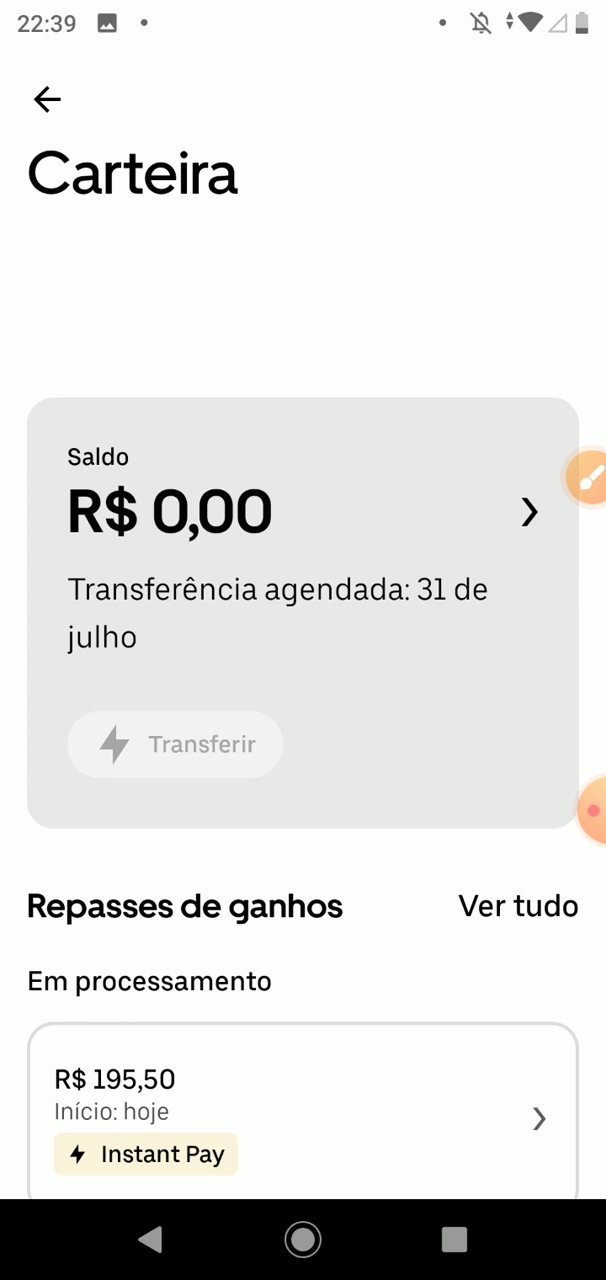 22:39
Carteira
Saldo
R$ 0,00
Transferência agendada: 31 de
julho
Transferir
Repasses de ganhos
Ver tudo
Em processamento
R$ 195,50
Início: hoje
Instant Pay